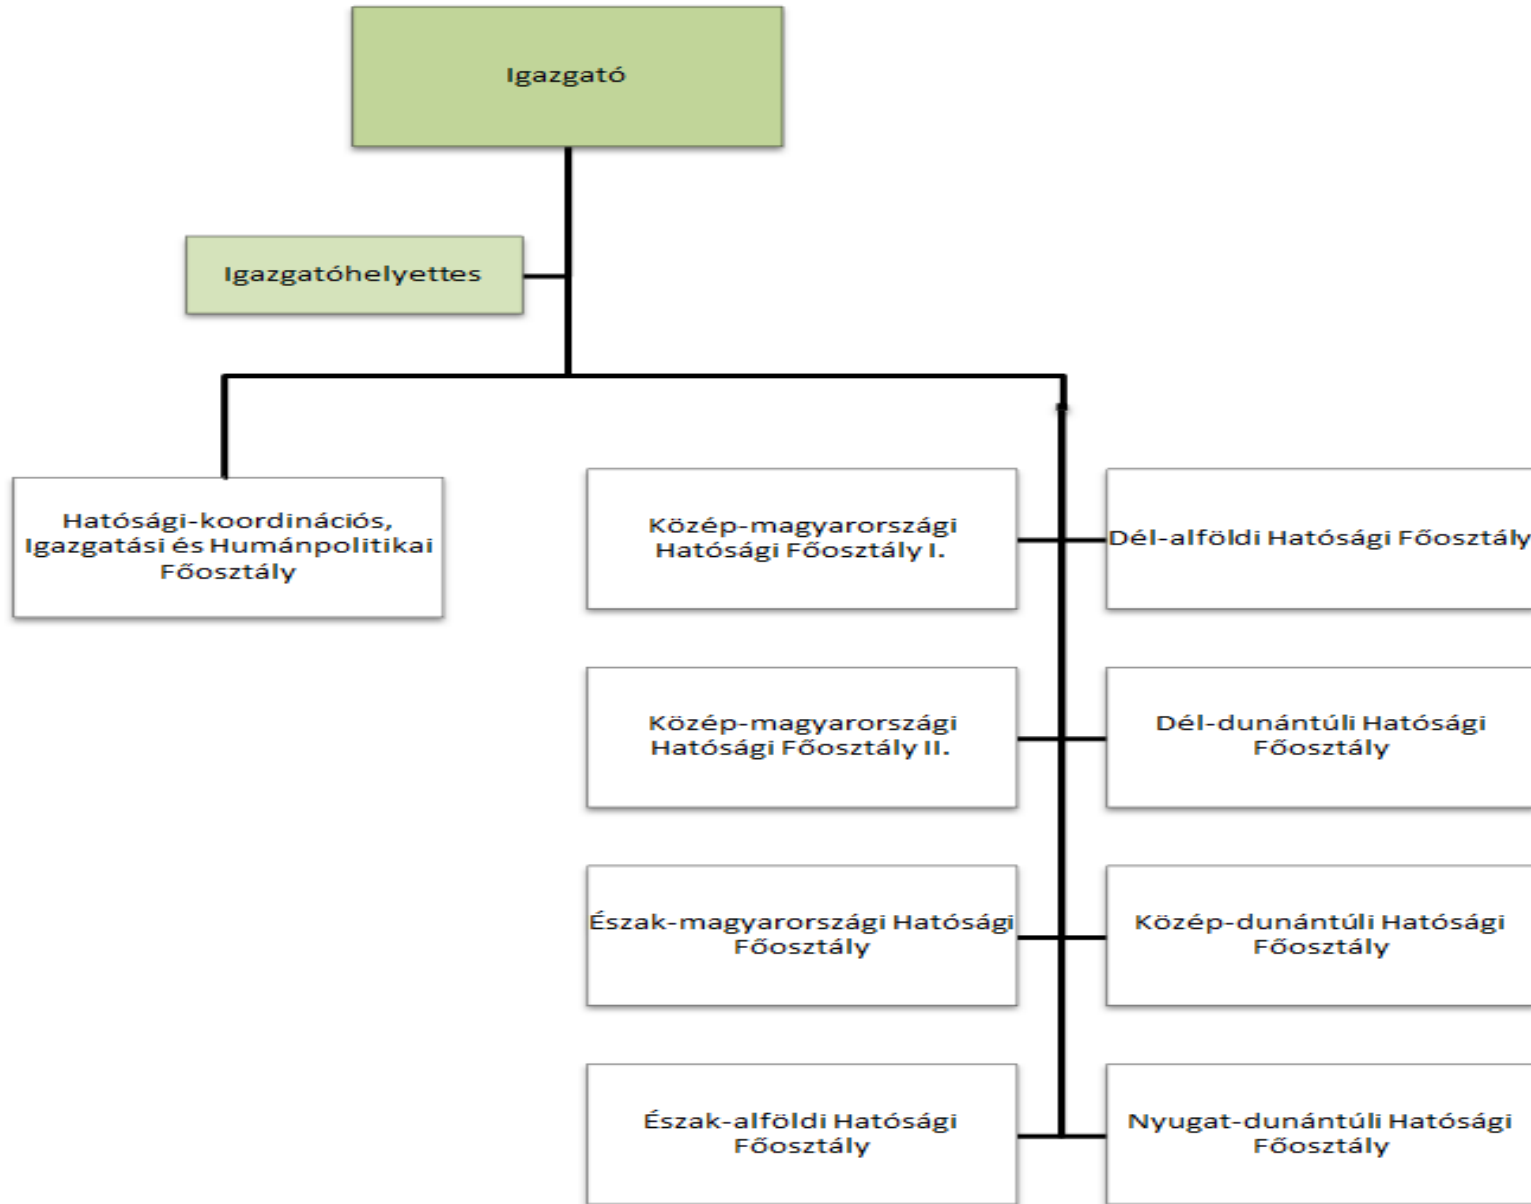 Igazgató
Igazgatóhelyettes
Hatósági-koordinációs,
Igazgatási és Humánpolitikai
Főosztály
Közép-magyarországi
Hatósági Főosztály I.
Dél-alföldi Hatósági Főosztály
Közép-magyarországi
Hatósági Főosztály II.
Dél-dunántúli Hatósági
Főosztály
Észak-magyarországi Hatósági
Főosztály
Közép-dunántúli Hatósági
Főosztály
Észak-alföldi Hatósági
Főosztály
Nyugat-dunántúli Hatósági
Főosztály